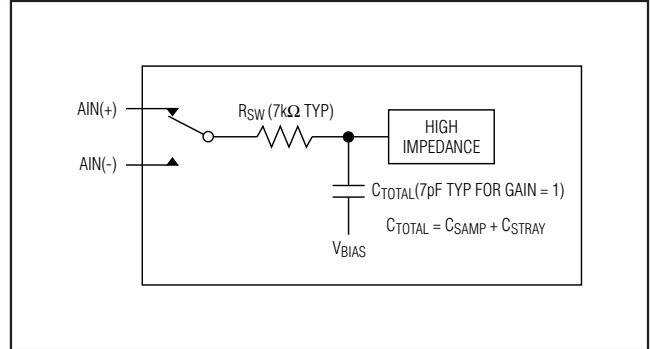 AIN(+)
RSW (7kΩ TYP)
HIGH
IMPEDANCE
AIN(-)
CTOTAL(7pF TYP FOR GAIN = 1)
CTOTAL = CSAMP + CSTRAY
VBIAS